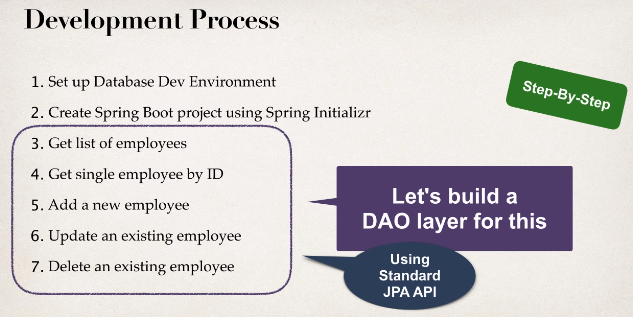 Development Process
1. Set up Database Dev Environment
2. Create Spring Boot project using Spring Initializr
3. Get list of employees
4. Get single employee by ID
5. Add a new employee
6. Update an existing employee
7. Delete an existing employee
Step-By-Step
Let's build a
DAO layer for this
Using
Standard
JPA API